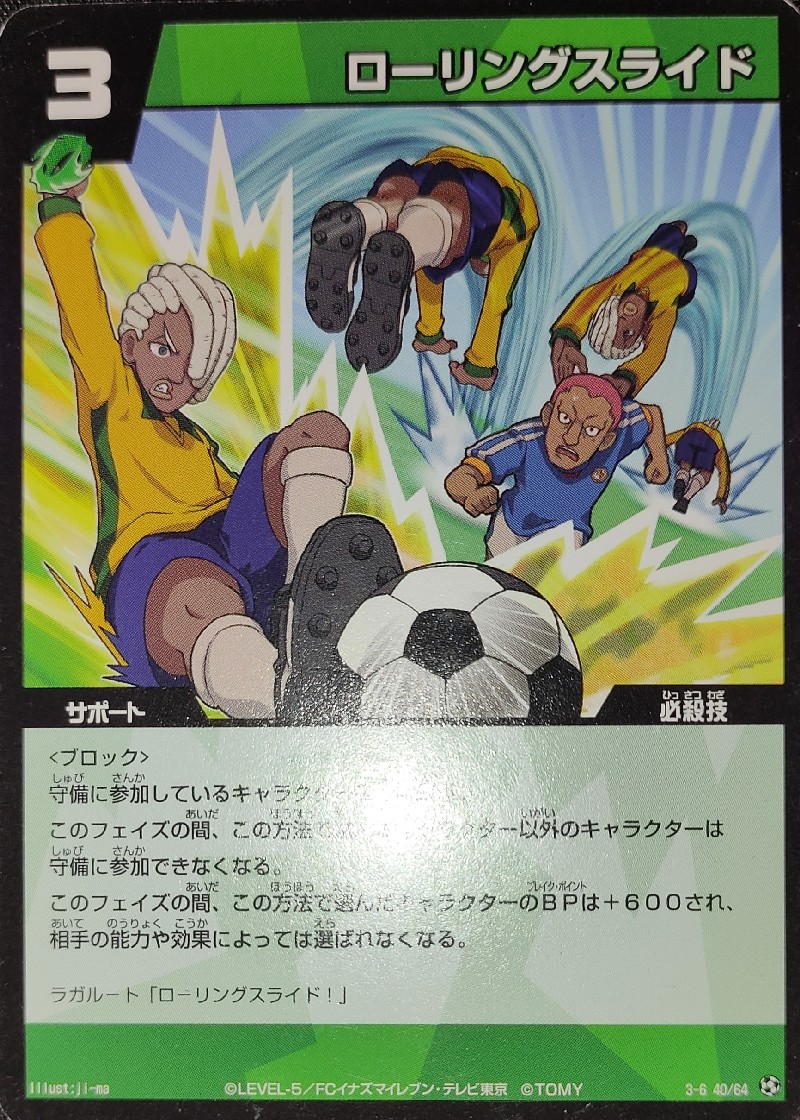 3
ローリングスライド
サポート
必殺技
<ブロック>
守備に参加しているキャラク
このフェイズの間、この方法で クター以外のキャラクターは
守備に参加できなくなる。
このフェイズの間、この方法で選んだキャラクターのBPは+600され、
相手の能力や効果によっては選ばれなくなる。
ラガルート「ローリングスライド!」
Illust:ji-ma
©LEVEL-5/FCイナズマイレブン・テレビ東京 ©TOMY
3-6 40/64